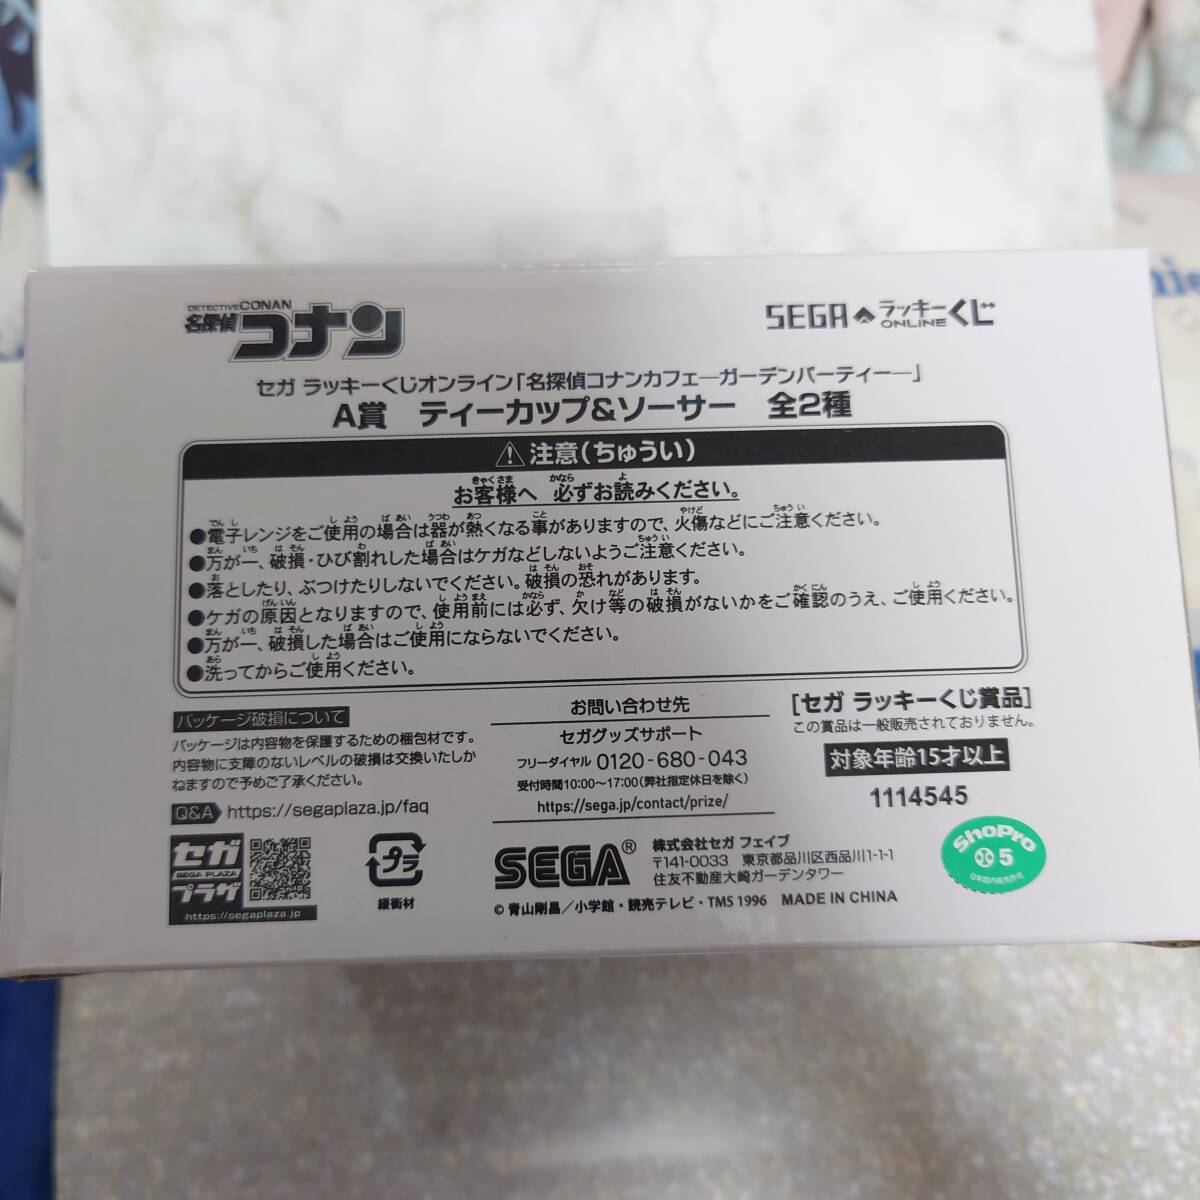 DETECTIVE CONAN
名探偵コナン
SEGA ラッキーくじ ONLINE
セガ ラッキーくじオンライン「名探偵コナンカフェ―ガーデンパーティー―」
A賞 ティーカップ&ソーサー 全2種
注意(ちゅうい)
お客様へ 必ずお読みください。
●電子レンジをご使用の場合は器が熱くなる事がありますので、火傷などにご注意ください。
●万が一、破損・ひび割れした場合はケガなどしないようご注意ください。
●落としたり、ぶつけたりしないでください。破損の恐れがあります。
●ケガの原因となりますので、使用前には必ず、欠け等の破損がないかをご確認のうえ、ご使用ください。
●万が一、破損した場合はご使用にならないでください。
●洗ってからご使用ください。
パッケージ破損について
パッケージは内容物を保護するための梱包材です。
内容物に支障のないレベルの破損は交換いたしか
ねますので予めご了承ください。
Q&A https://segaplaza.jp/faq
お問い合わせ先
セガグッズサポート
フリーダイヤル 0120-680-043
受付時間10:00~17:00(弊社指定休日を除く)
https://sega.jp/contact/prize/
[セガ ラッキーくじ賞品]
この賞品は一般販売されておりません。
対象年齢15才以上
1114545
セガ
SEGA PLAZA
プラザ
https://segaplaza.jp
プラ
緩衝材
SEGA®
株式会社セガ フェイブ
〒141-0033 東京都品川区西品川1-1-1
住友不動産大崎ガーデンタワー
© 青山剛昌/小学館・読売テレビ・TMS 1996 MADE IN CHINA
ShoPro
5
日本国内販売許可